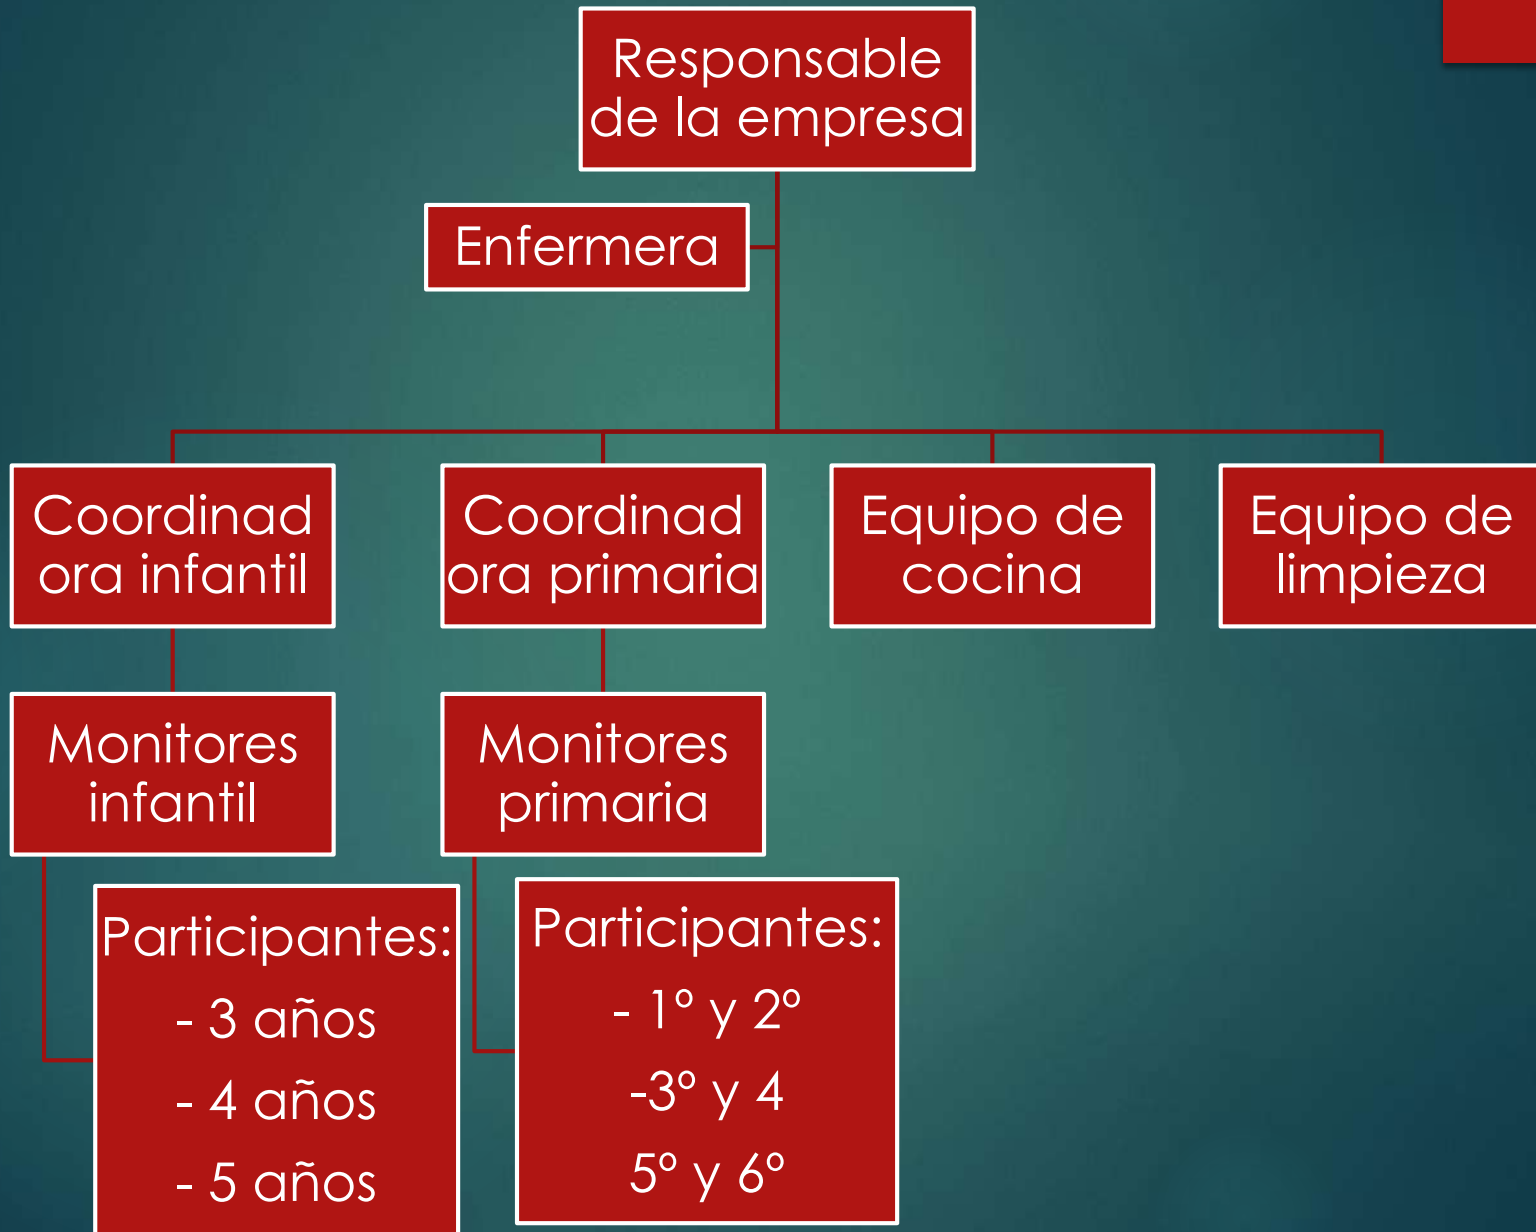 Responsable
de la empresa
Enfermera
Coordinad
ora infantil
Coordinad
ora primaria
Equipo de
cocina
Equipo de
limpieza
Monitores
infantil
Monitores
primaria
Participantes:
- 3 años
- 4 años
- 5 años
Participantes:
- 1º y 2º
-3º y 4
5º y 6º